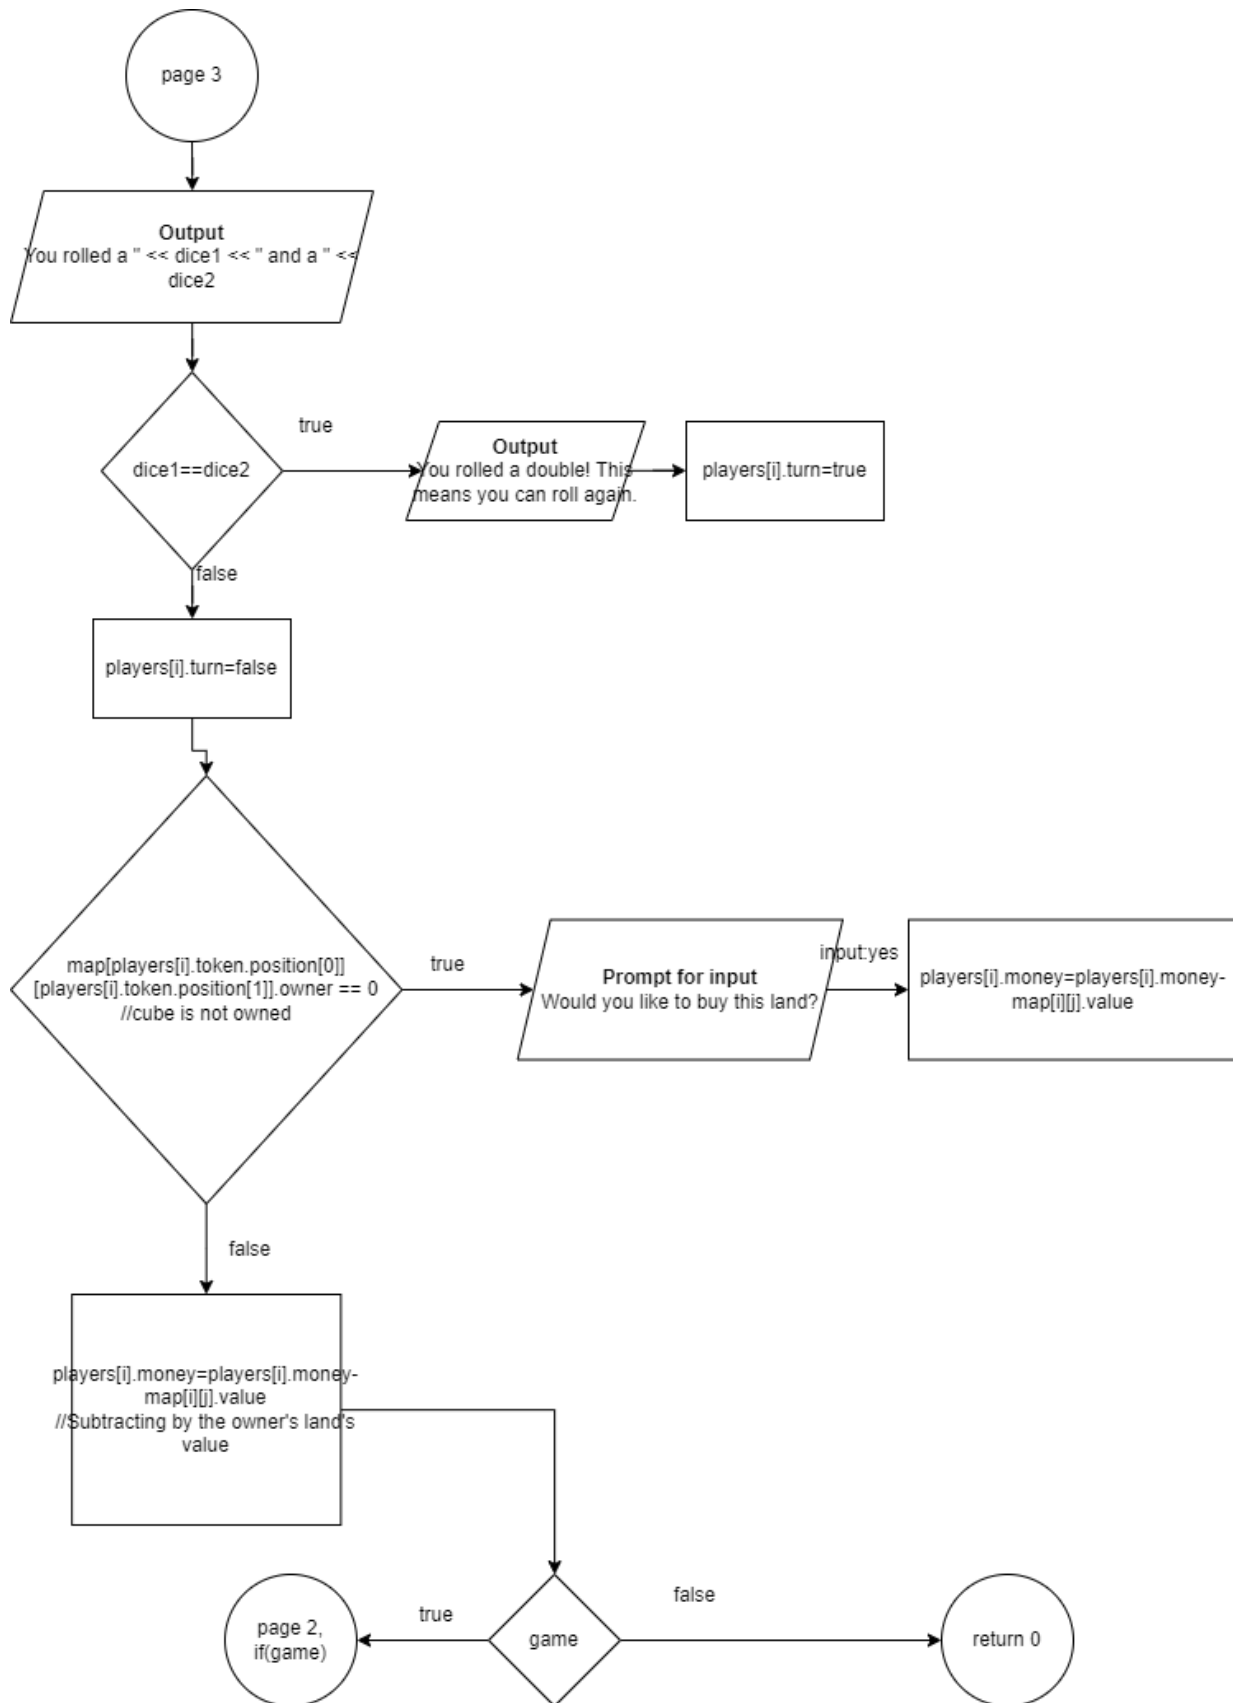 page 3
Output
You rolled a " << dice1 << " and a " <<
dice2
true
dice1==dice2
Output
You rolled a double! This
means you can roll again.
players[i].turn=true
false
players[i].turn=false
map[players[i].token.position[0]]
[players[i].token.position[1]].owner == 0
//cube is not owned
true
Prompt for input
Would you like to buy this land?
input:yes
players[i].money=players[i].money-
map[i][j].value
false
players[i].money=players[i].money-
map[i][j].value
//Subtracting by the owner's land's
value
page 2,
if(game)
true
game
false
return 0